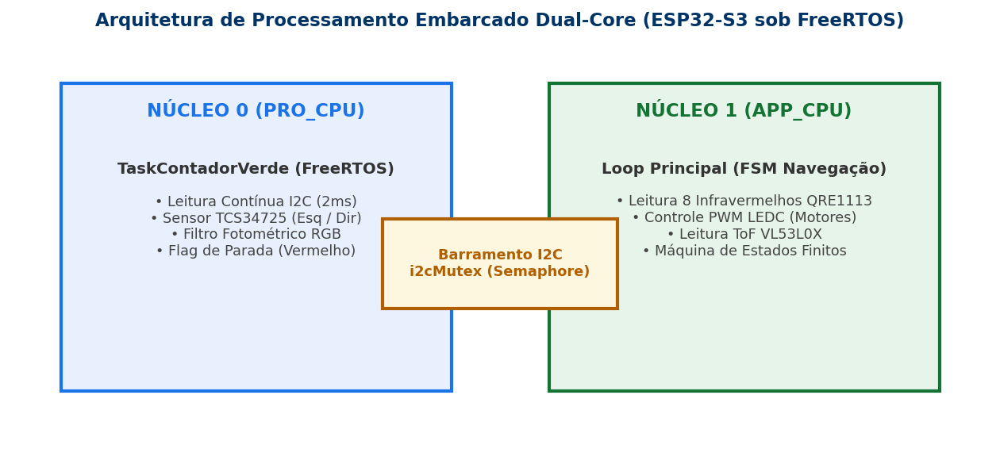 Arquitetura de Processamento Embarcado Dual-Core (ESP32-S3 sob FreeRTOS)
NÚCLEO 0 (PRO_CPU)
TaskContadorVerde (FreeRTOS)
• Leitura Contínua I2C (2ms)
• Sensor TCS34725 (Esq / Dir)
• Filtro Fotométrico RGB
• Flag de Parada (Vermelho)
Barramento I2C
i2cMutex (Semaphore)
NÚCLEO 1 (APP_CPU)
Loop Principal (FSM Navegação)
• Leitura 8 Infravermelhos QRE1113
• Controle PWM LEDC (Motores)
• Leitura ToF VL53L0X
• Máquina de Estados Finitos